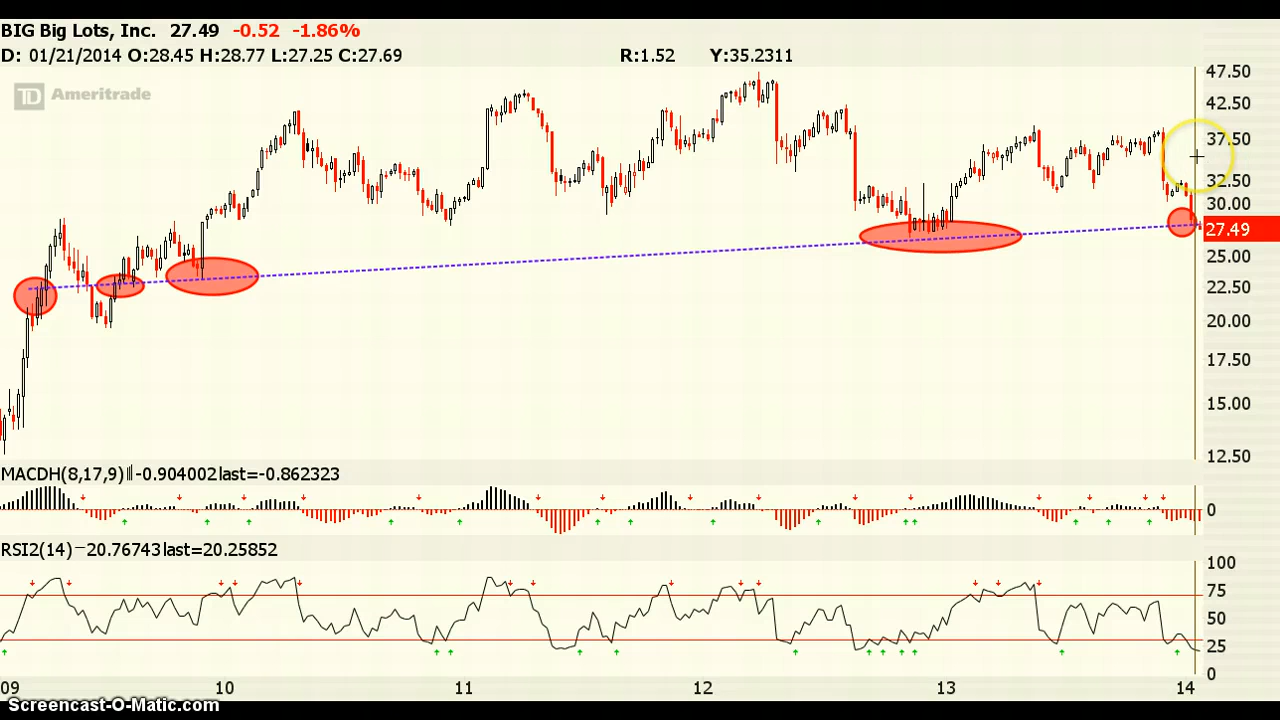 BIG Big Lots, Inc. 27.49 -0.52 -1.86%
D: 01/21/2014 O:28.45 H:28.77 L:27.25 C:27.69 R:1.52 Y:35.2311
TD Ameritrade
47.50
42.50
37.50
32.50
30.00
27.49
25.00
22.50
20.00
17.50
15.00
12.50
MACDH(8,17,9) -0.904002last=-0.862323
0
RSI2(14) 20.76743last=20.25852
100
75
50
25
0
09 10 11 12 13 14
Screencast-O-Matic.com